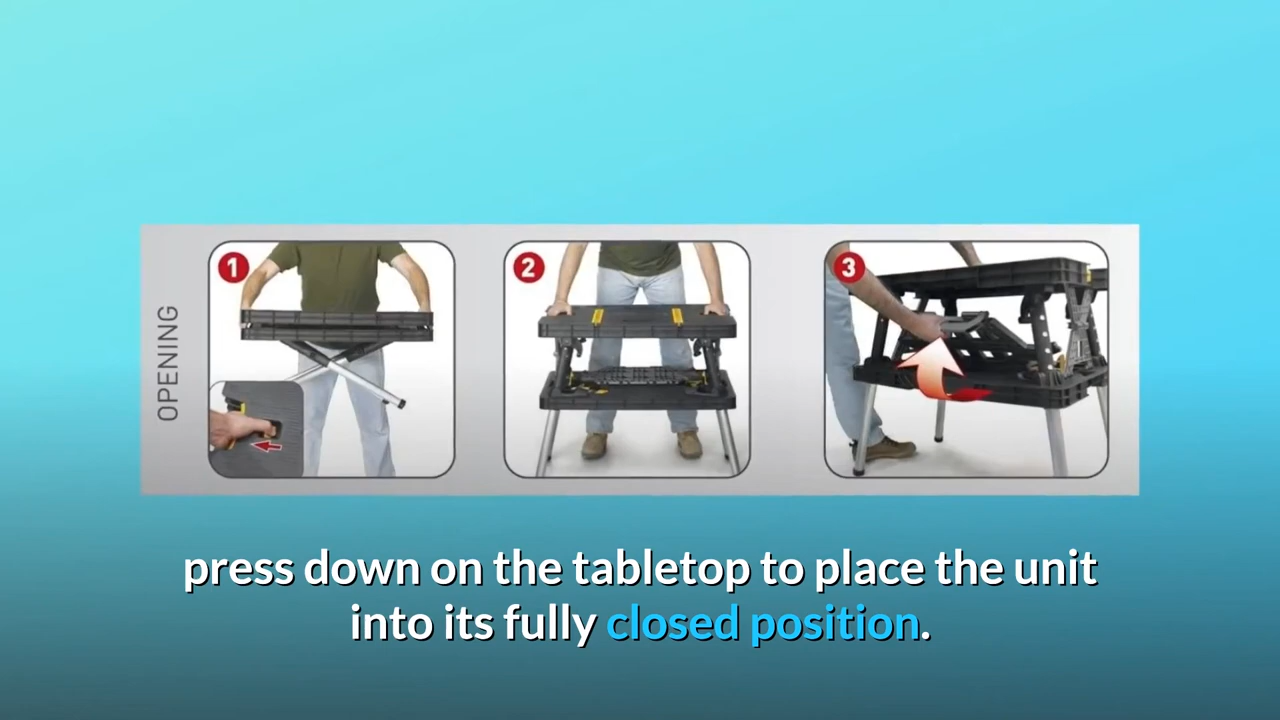 OPENING
1
2
3
press down on the tabletop to place the unit
into its fully closed position.